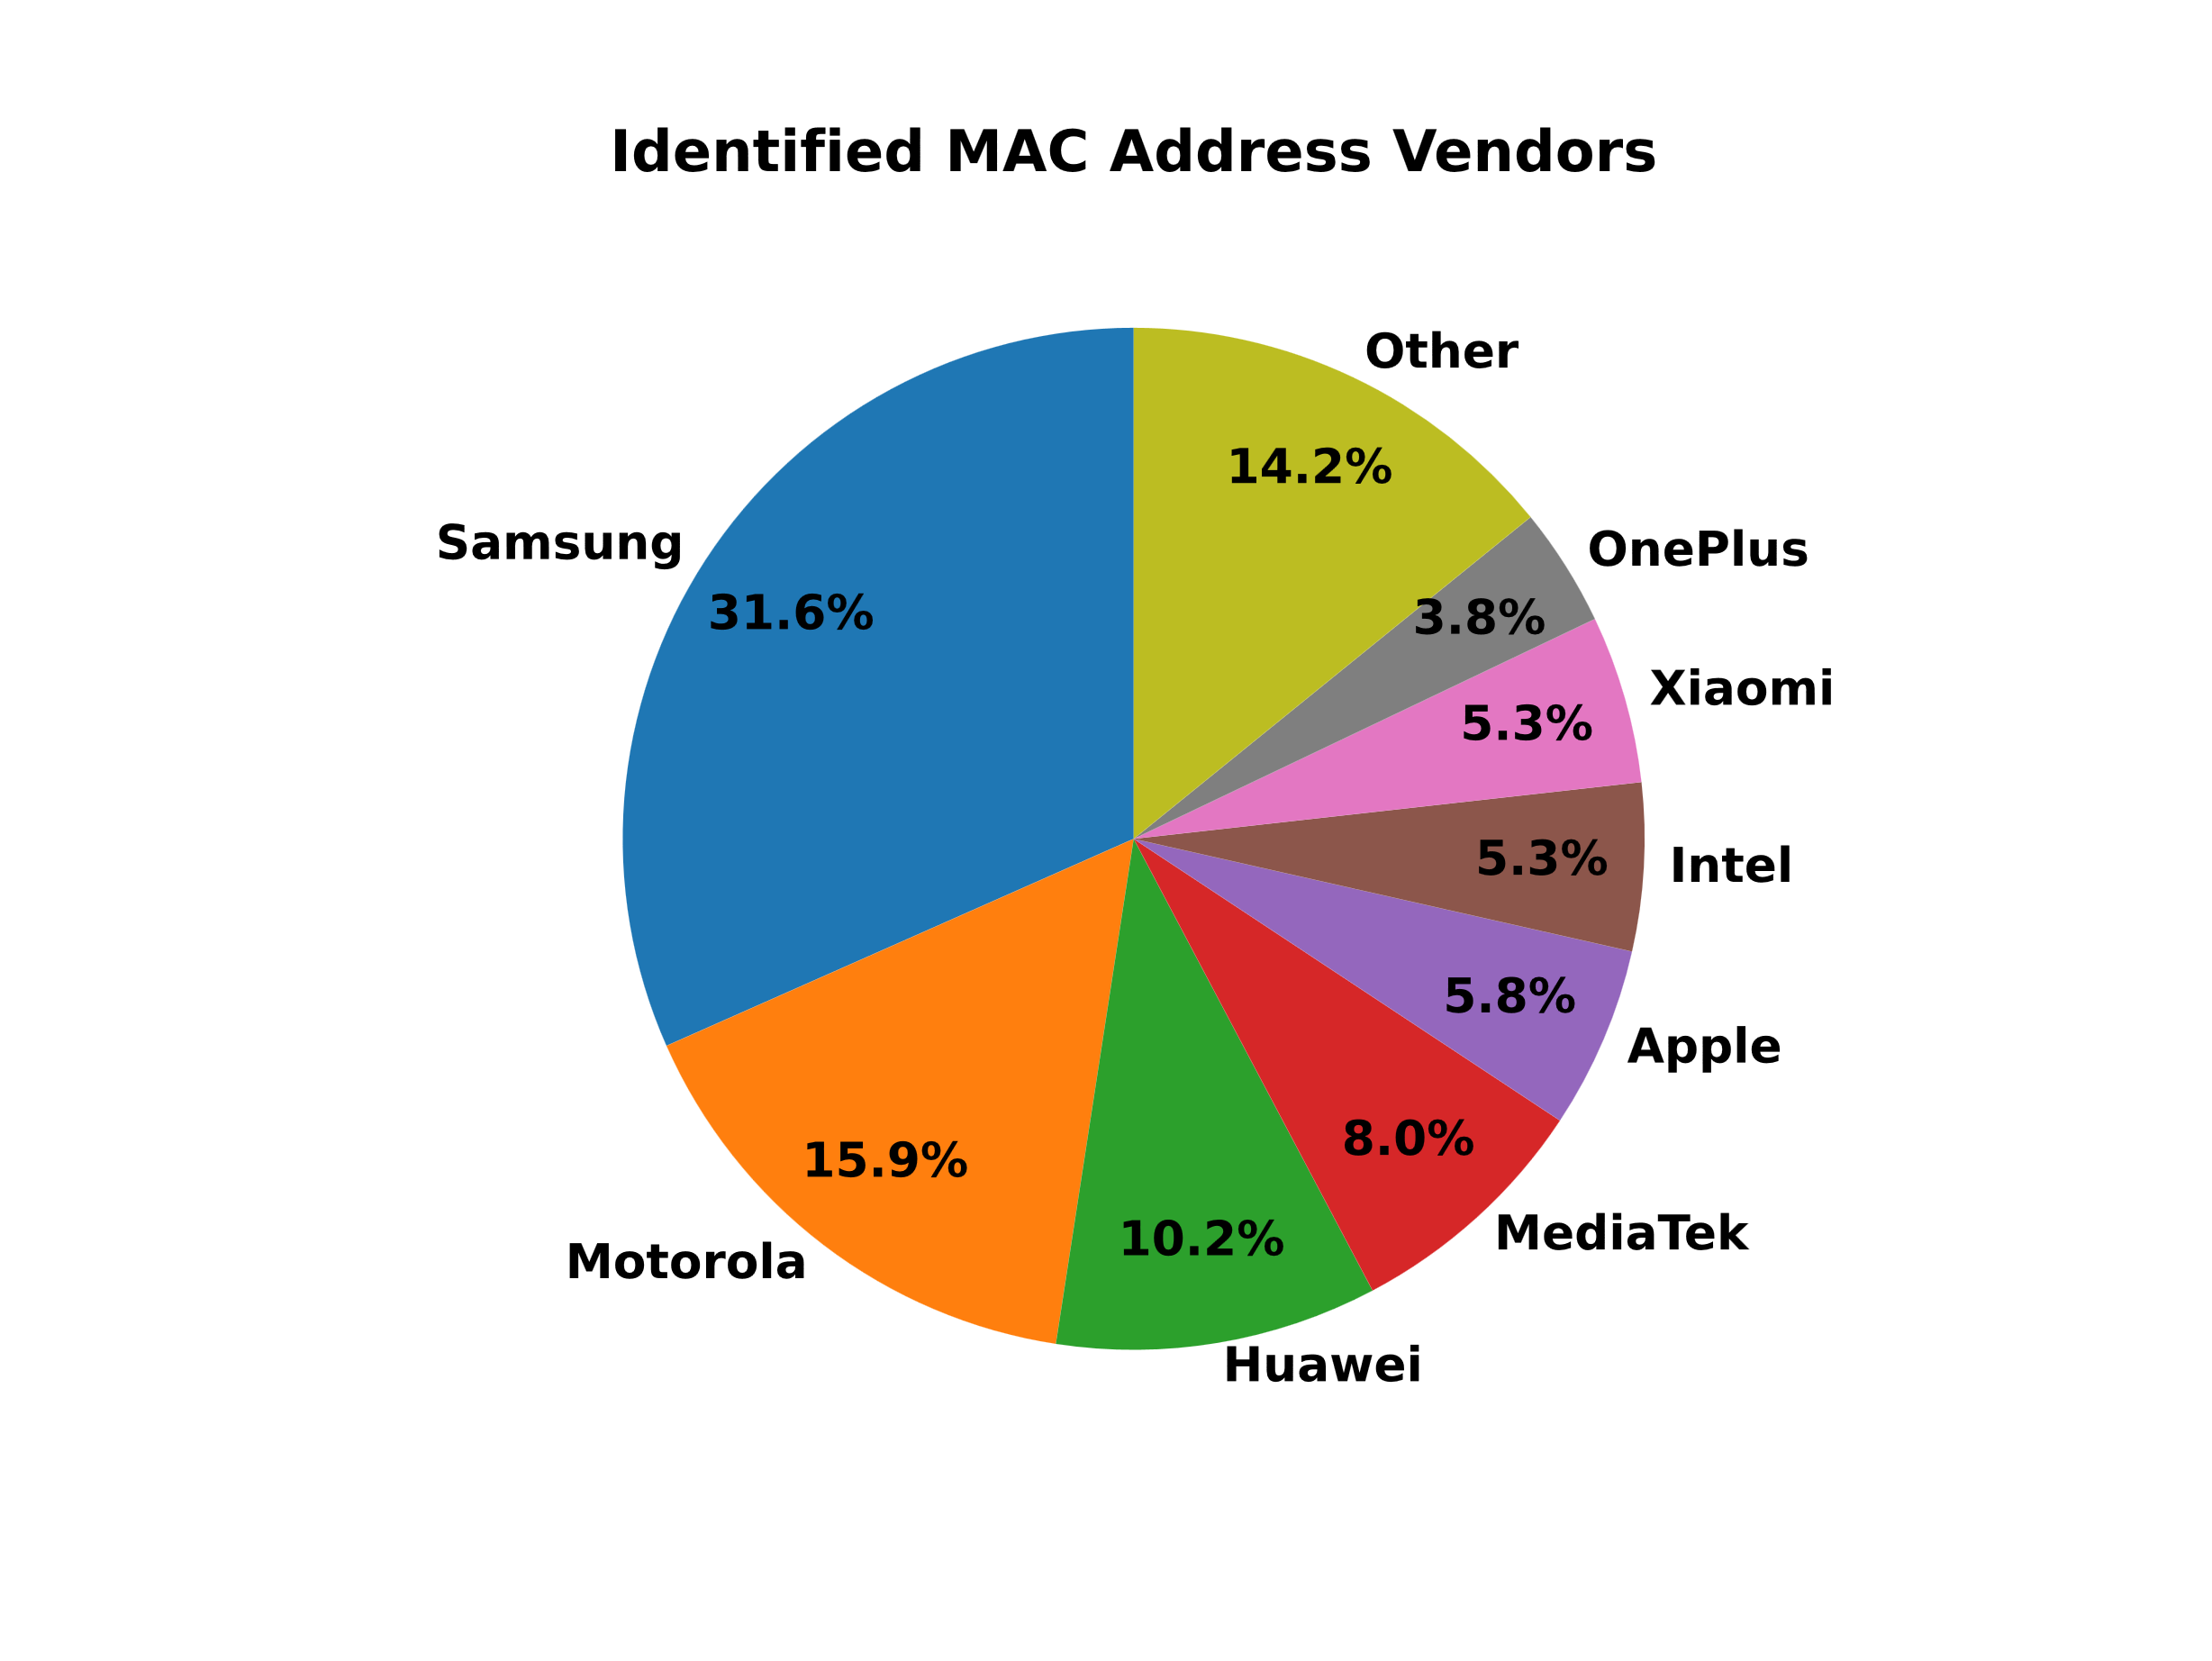 Identified MAC Address Vendors
Other
14.2%
OnePlus
3.8%
Samsung
31.6%
Xiaomi
5.3%
Intel
5.3%
Apple
5.8%
MediaTek
8.0%
Motorola
15.9%
Huawei
10.2%